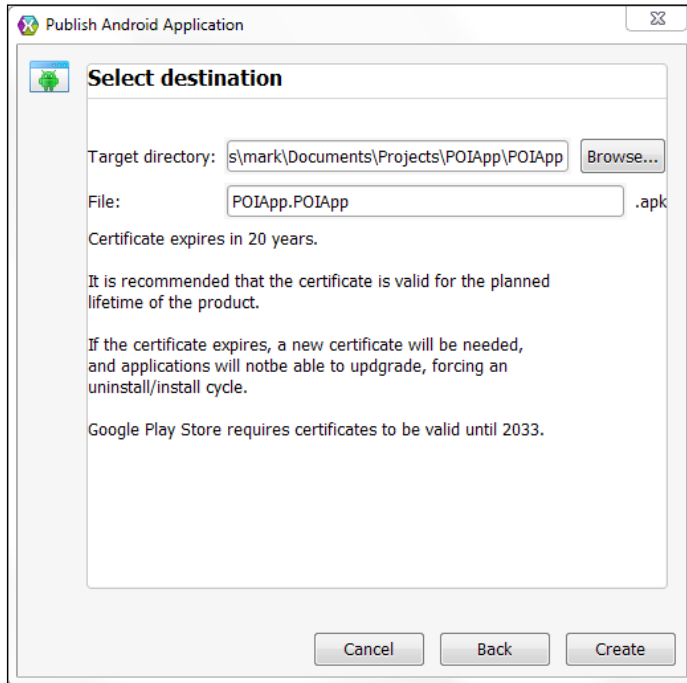 Publish Android Application
Select destination
Target directory: s\mark\Documents\Projects\POIApp\POIApp Browse...
File: POIApp.POIApp .apk
Certificate expires in 20 years.
It is recommended that the certificate is valid for the planned
lifetime of the product.
If the certificate expires, a new certificate will be needed,
and applications will notbe able to updgrade, forcing an
uninstall/install cycle.
Google Play Store requires certificates to be valid until 2033.
Cancel Back Create